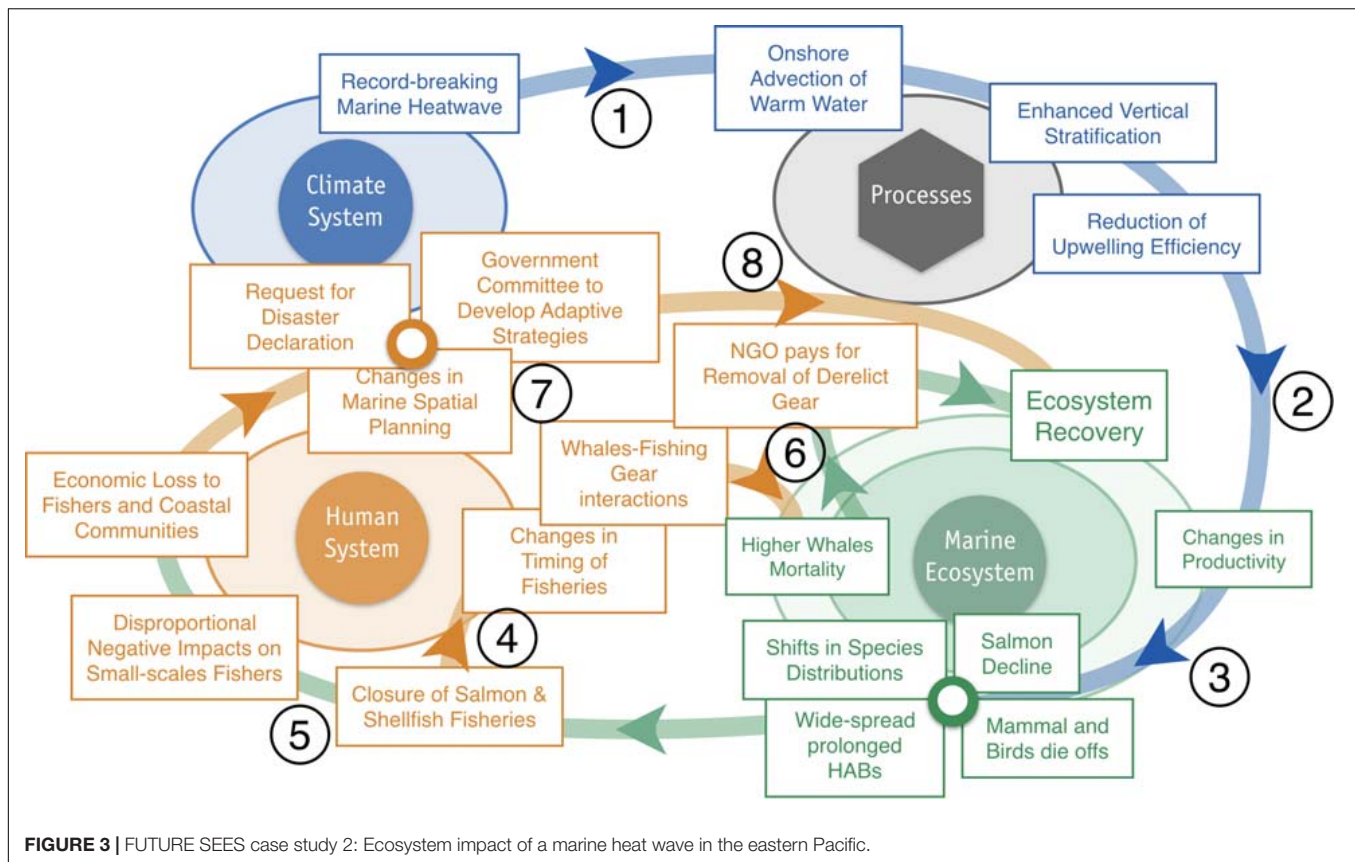 Record-breaking
Marine Heatwave
1
Onshore
Advection of
Warm Water
Enhanced Vertical
Stratification
Reduction of
Upwelling Efficiency
Climate
System
Processes
2
Request for
Disaster
Declaration
Government
Committee to
Develop Adaptive
Strategies
8
Changes in
Marine Spatial
Planning
7
NGO pays for
Removal of Derelict
Gear
Ecosystem
Recovery
Whales-Fishing
Gear
interactions
6
Economic Loss to
Fishers and Coastal
Communities
Human
System
Changes in
Timing of
Fisheries
Higher Whales
Mortality
Marine
Ecosystem
Changes in
Productivity
Disproportional
Negative Impacts on
Small-scales Fishers
4
Shifts in Species
Distributions
Salmon
Decline
3
5
Closure of Salmon &
Shellfish Fisheries
Wide-spread
prolonged
HABs
Mammal and
Birds die offs
FIGURE 3 | FUTURE SEES case study 2: Ecosystem impact of a marine heat wave in the eastern Pacific.